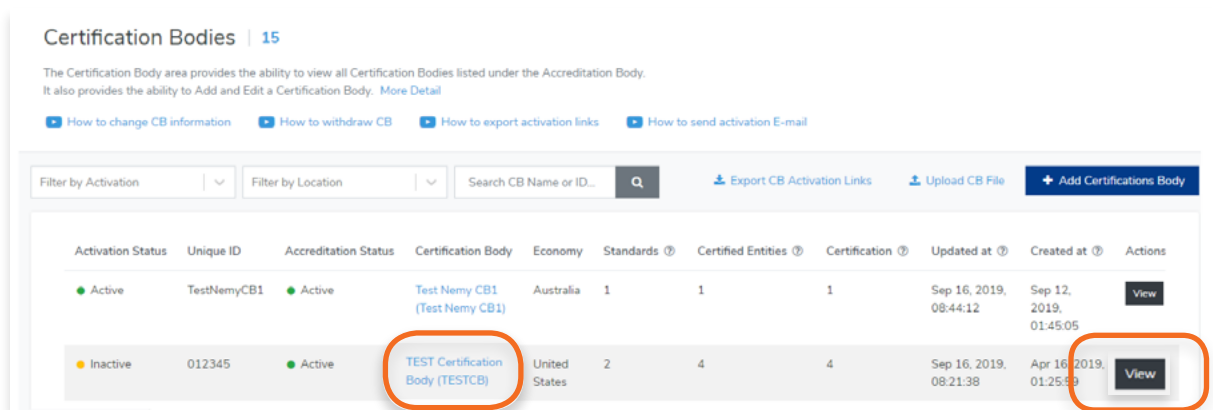 Certification Bodies | 15
The Certification Body area provides the ability to view all Certification Bodies listed under the Accreditation Body.
It also provides the ability to Add and Edit a Certification Body. More Detail
How to change CB information How to withdraw CB How to export activation links How to send activation E-mail
Filter by Activation Filter by Location Search CB Name or ID... Export CB Activation Links Upload CB File + Add Certifications Body
Activation Status Unique ID Accreditation Status Certification Body Economy Standards Certified Entities Certification Updated at Created at Actions
Active TestNemyCB1 Active Test Nemy CB1 Australia 1 1 1 Sep 16, 2019, Sep 12, View
(Test Nemy CB1) 08:44:12 2019,
01:45:05
Inactive 012345 Active TEST Certification United 2 4 4 Sep 16, 2019, Apr 16, 2019, View
Body (TESTCB) States 08:21:38 01:25:59